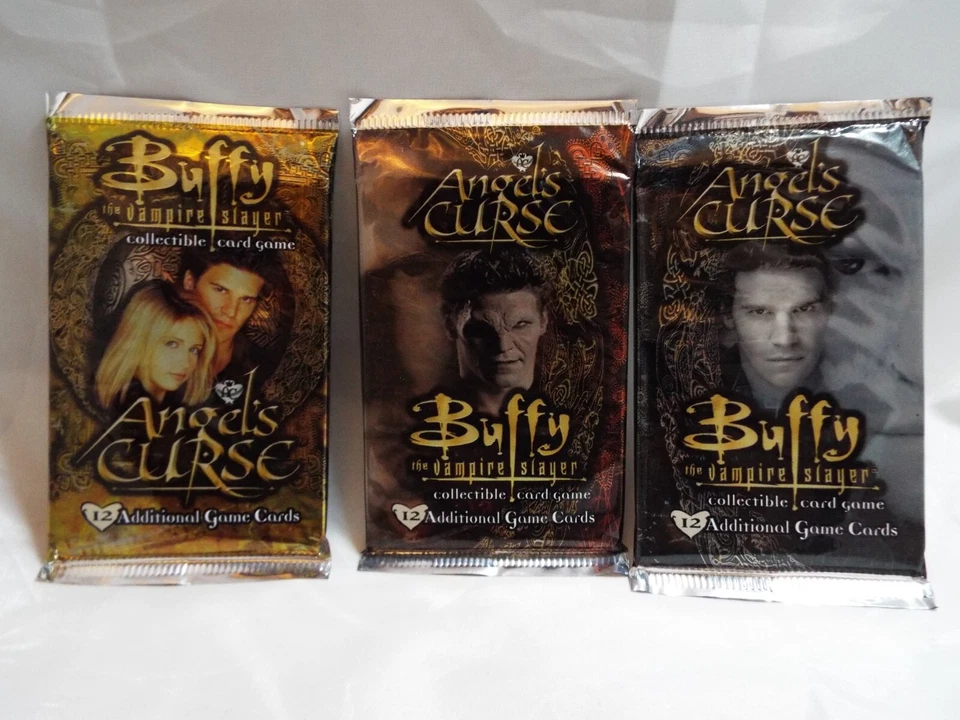 Buffy
the vampire slayer
collectible card game
Angel's
CURSE
12 Additional Game Cards
Angel's
CURSE
Buffy
the vampire slayer
collectible card game
12 Additional Game Cards
Angel's
CURSE
Buffy
the vampire slayer
collectible card game
12 Additional Game Cards